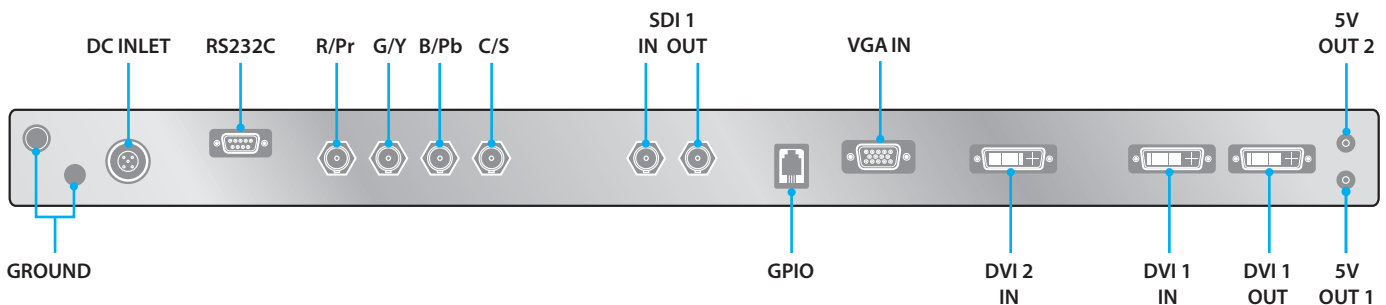 SDI 1
5V
DC INLET RS232C R/Pr G/Y B/Pb C/S IN OUT VGA IN OUT 2
GROUND GPIO DVI 2 DVI 1 DVI 1 5V
IN IN OUT OUT 1